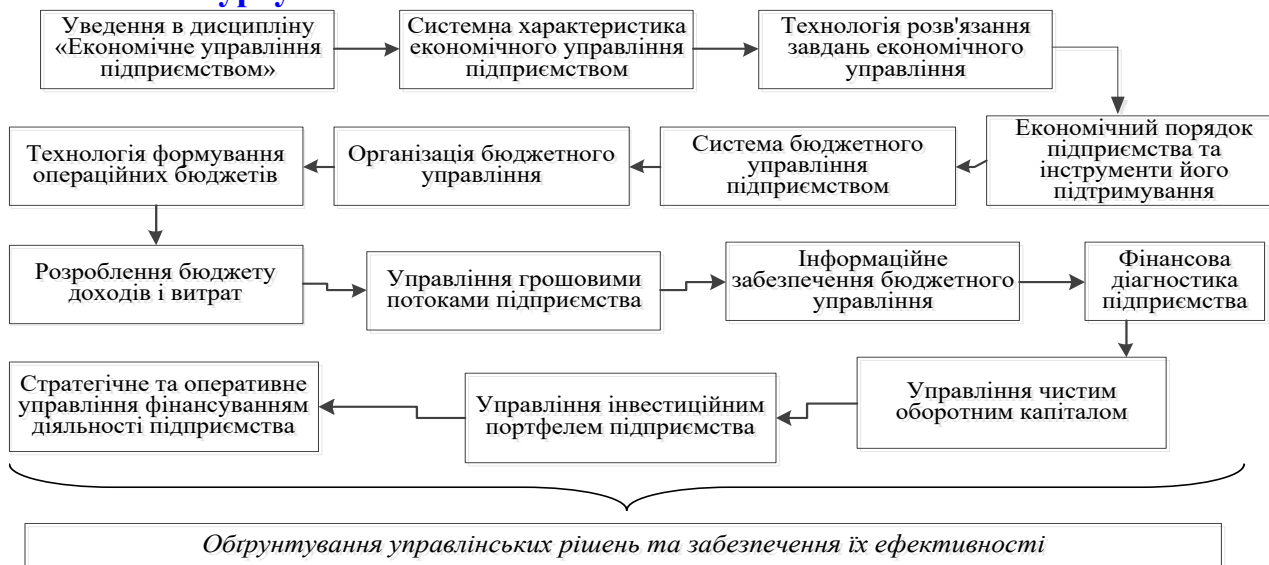 Уведення в дисципліну
«Економічне управління
підприємством»
Системна характеристика
економічного управління
підприємством
Технологія розв'язання
завдань економічного
управління
Економічний порядок
підприємства та
інструменти його
підтримування
Система бюджетного
управління
підприємством
Організація бюджетного
управління
Технологія формування
операційних бюджетів
Розроблення бюджету
доходів і витрат
Управління грошовими
потоками підприємства
Інформаційне
забезпечення бюджетного
управління
Фінансова
діагностика
підприємства
Управління чистим
оборотним капіталом
Управління інвестиційним
портфелем підприємства
Стратегічне та оперативне
управління фінансуванням
діяльності підприємства
Обґрунтування управлінських рішень та забезпечення їх ефективності